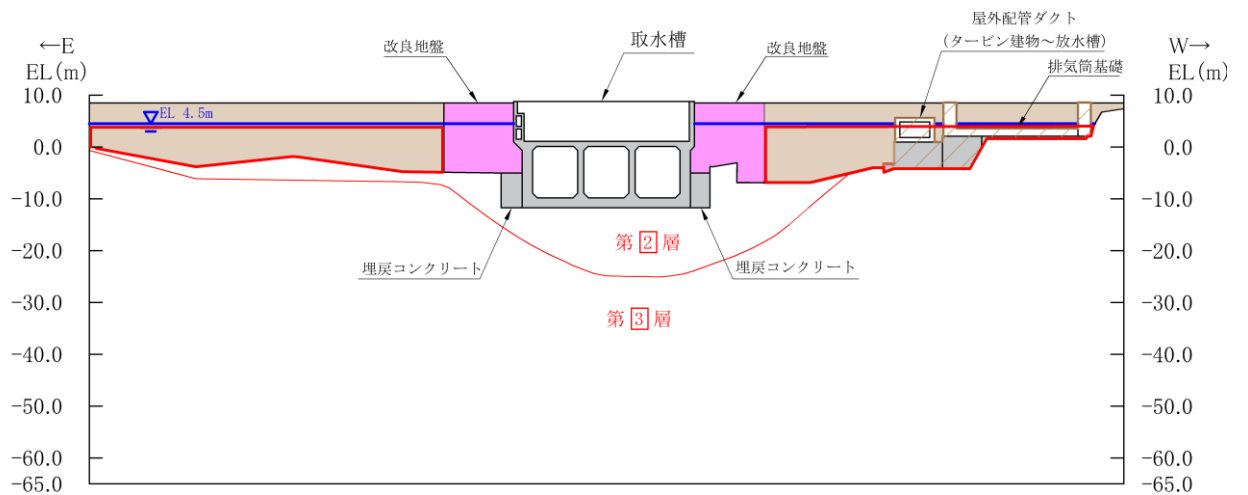 屋外配管ダクト
(タービン建物～放水槽)
←E
EL(m)
改良地盤
取水槽
改良地盤
W→
EL(m)
排気筒基礎
10.0
EL 4.5m
10.0
0.0
0.0
-10.0
-10.0
第2層
-20.0
-20.0
埋戻コンクリート
埋戻コンクリート
-30.0
第3層
-30.0
-40.0
-40.0
-50.0
-50.0
-60.0
-60.0
-65.0
-65.0